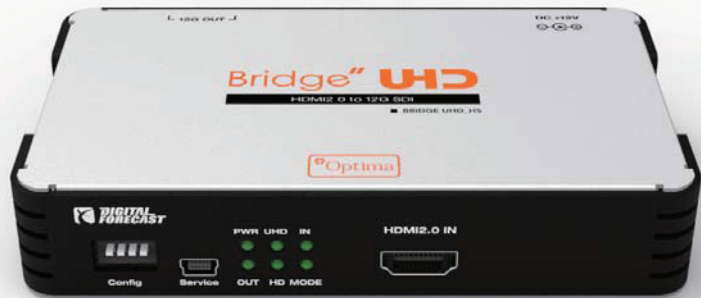 12G OUT
DC +12V
Bridge" UHD
HDMI2.0 to 12G SDI
BRIDGE UHD_HS
Optima
DIGITAL
FORECAST
PWR UHD IN
HDMI2.0 IN
OUT HD MODE
Config
Service